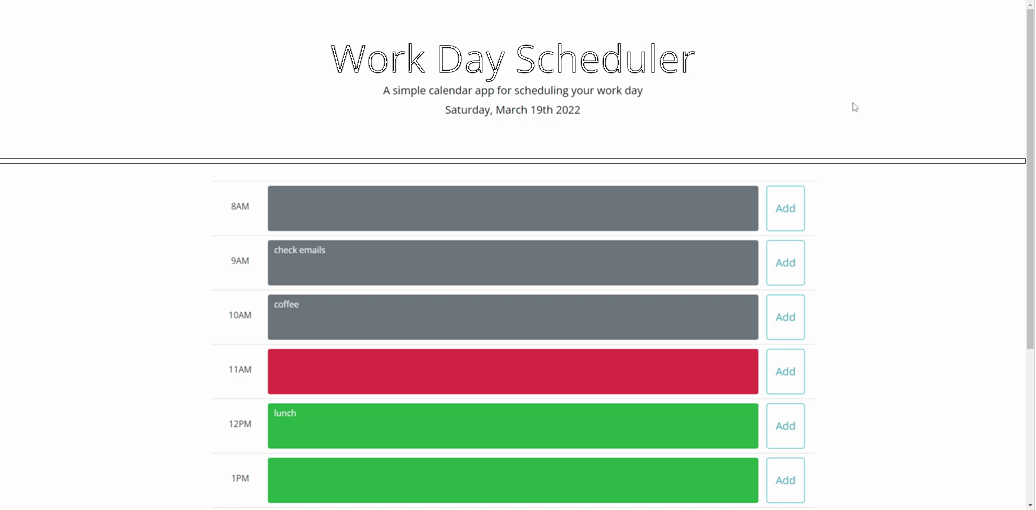 Work Day Scheduler
A simple calendar app for scheduling your work day
Saturday, March 19th 2022
8AM Add
9AM check emails Add
10AM coffee Add
11AM Add
12PM lunch Add
1PM Add